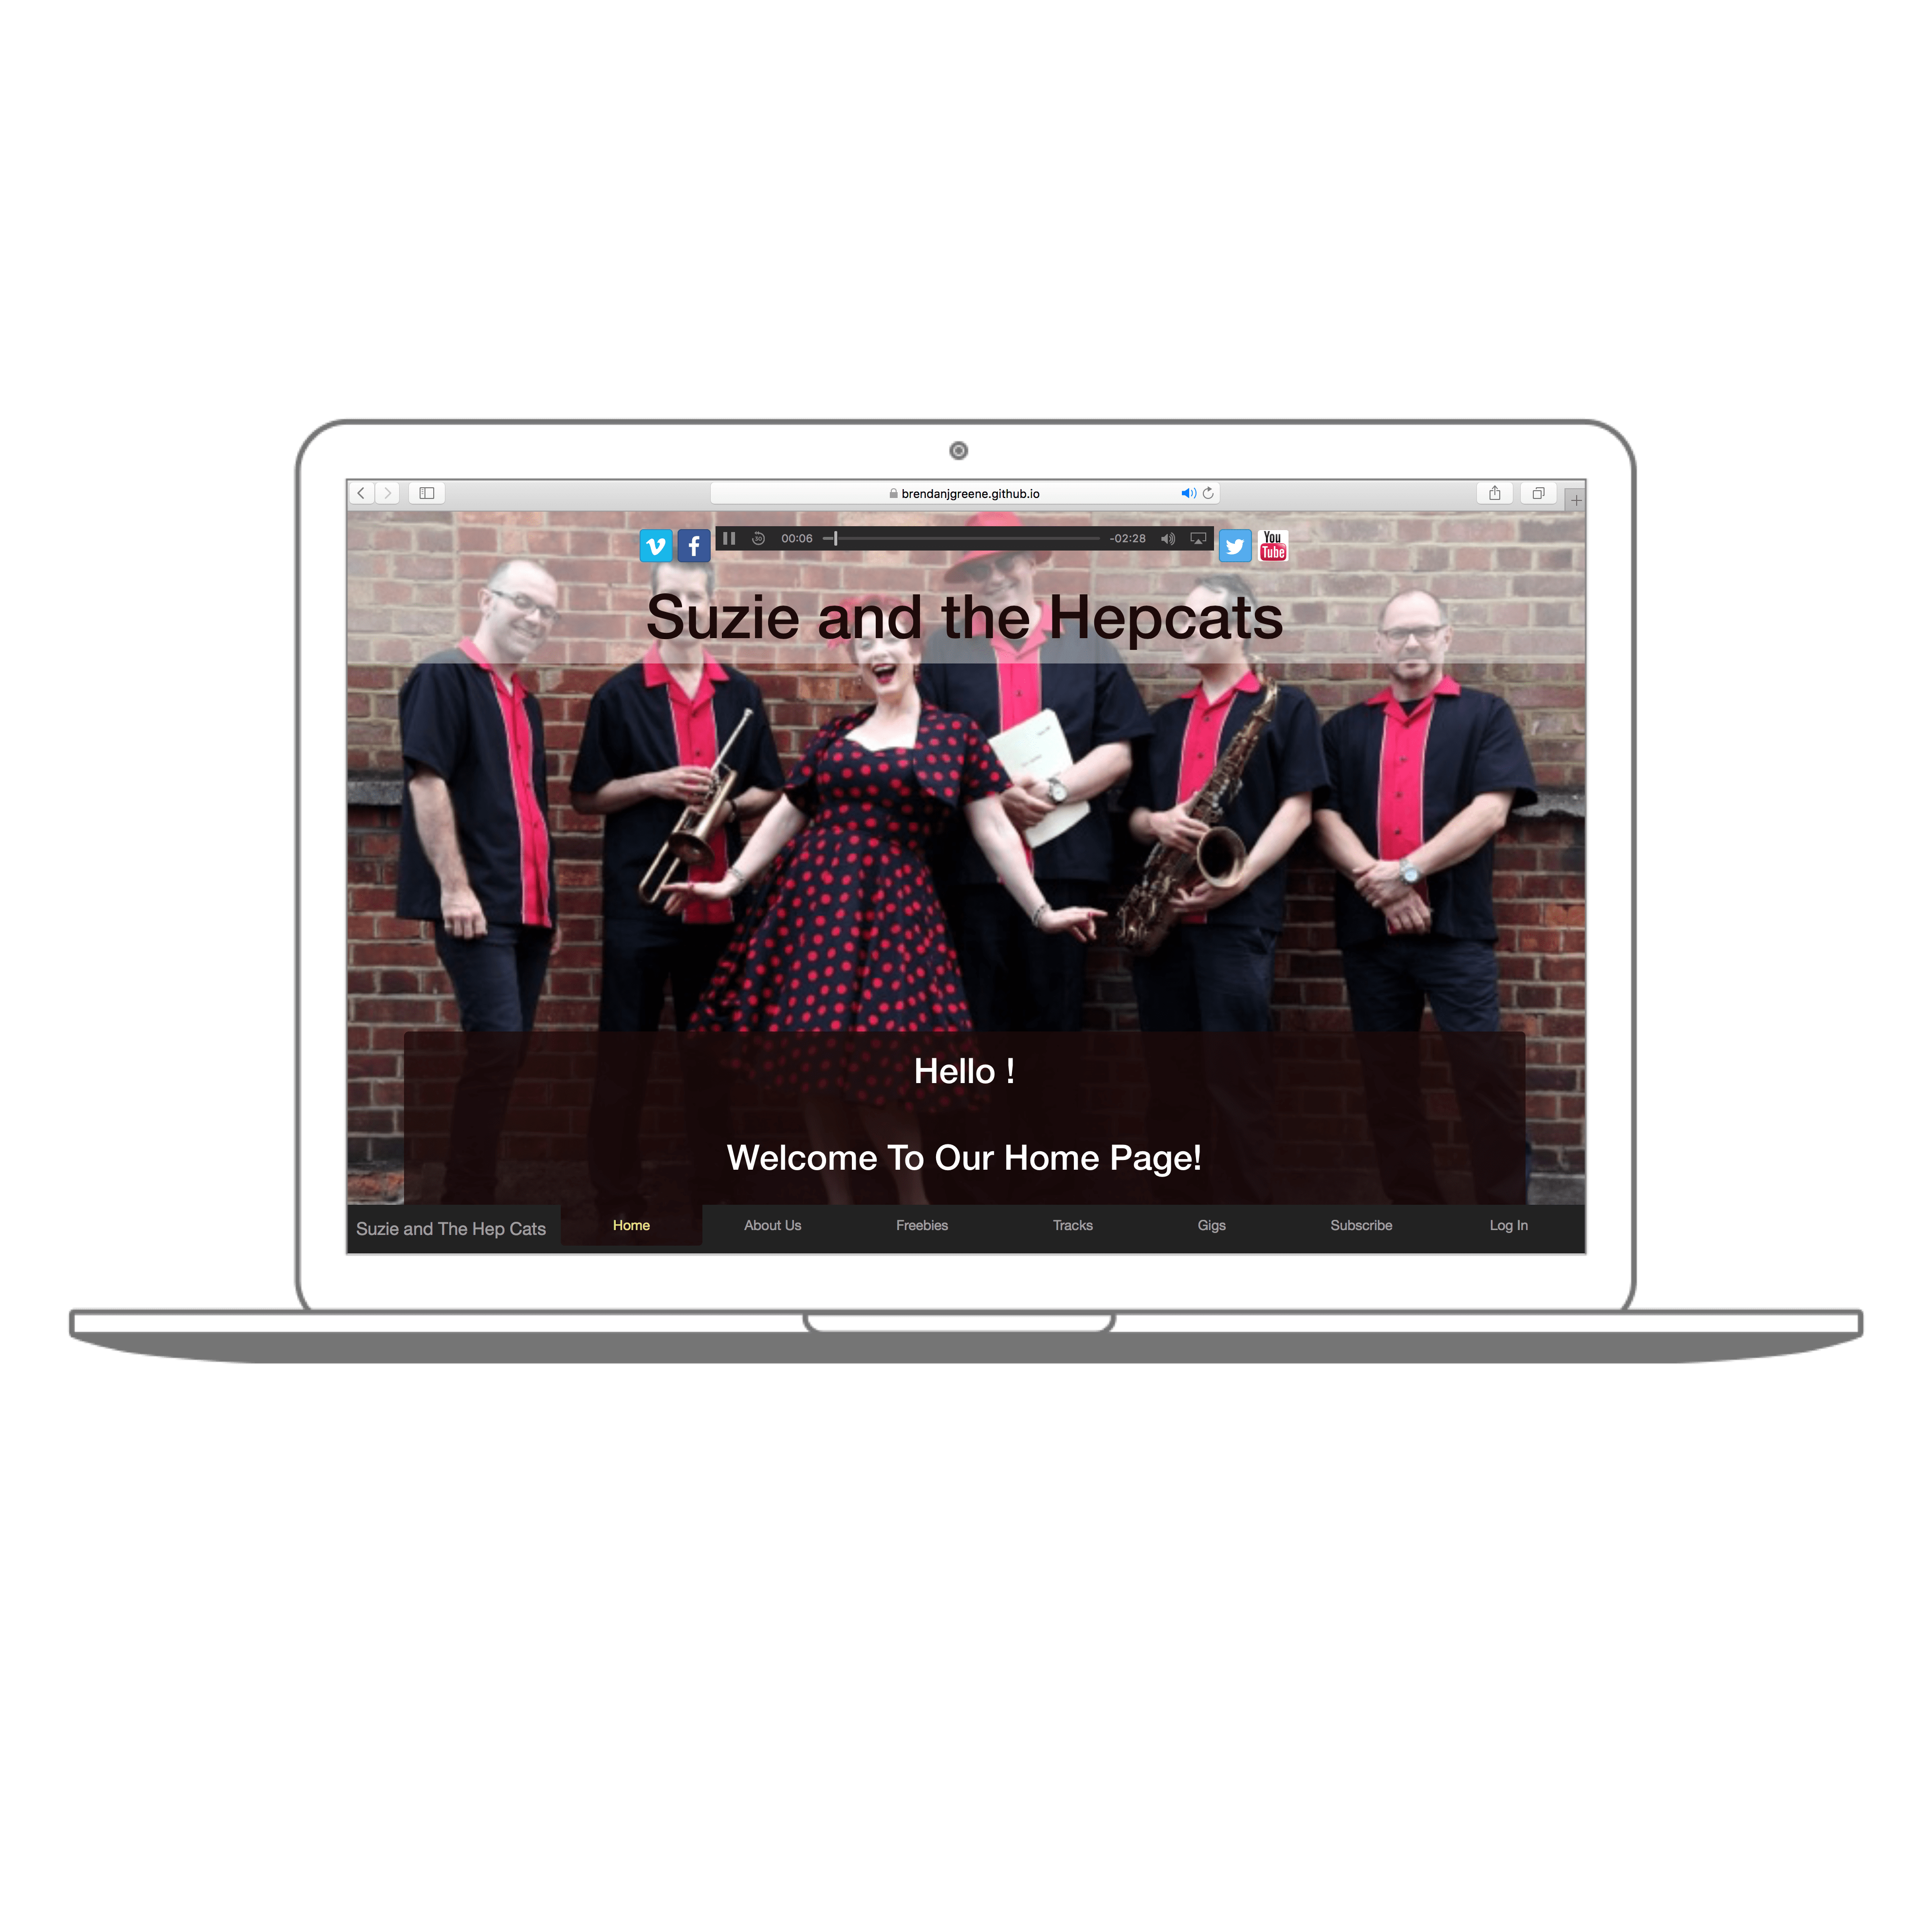 brendanjgreene.github.io
30
00:06
-02:28
You
Tube
Suzie and the Hepcats
Hello !
Welcome To Our Home Page!
Suzie and The Hep Cats
Home
About Us
Freebies
Tracks
Gigs
Subscribe
Log In